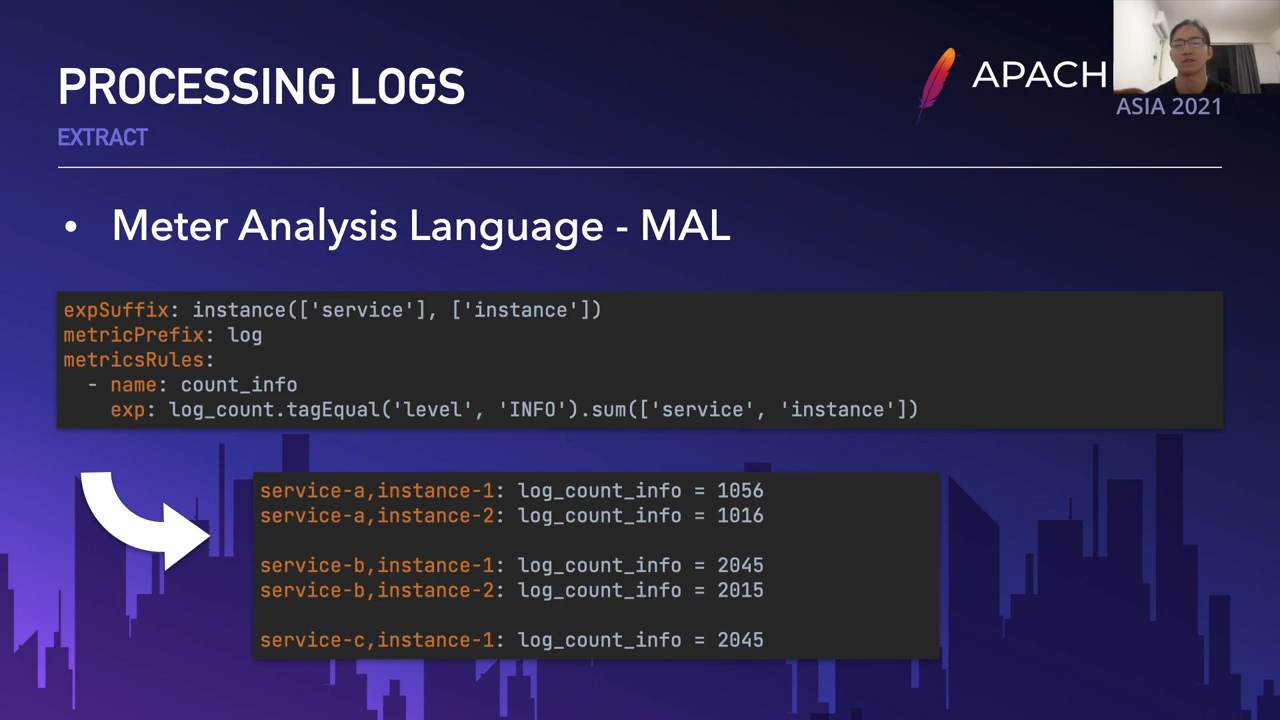 PROCESSING LOGS
EXTRACT
APACH
ASIA 2021
• Meter Analysis Language - MAL
expSuffix: instance(['service'], ['instance'])
metricPrefix: log
metricsRules:
- name: count_info
exp: log_count.tagEqual('level', 'INFO').sum(['service', 'instance'])
service-a,instance-1: log_count_info = 1056
service-a,instance-2: log_count_info = 1016
service-b,instance-1: log_count_info = 2045
service-b,instance-2: log_count_info = 2015
service-c,instance-1: log_count_info = 2045